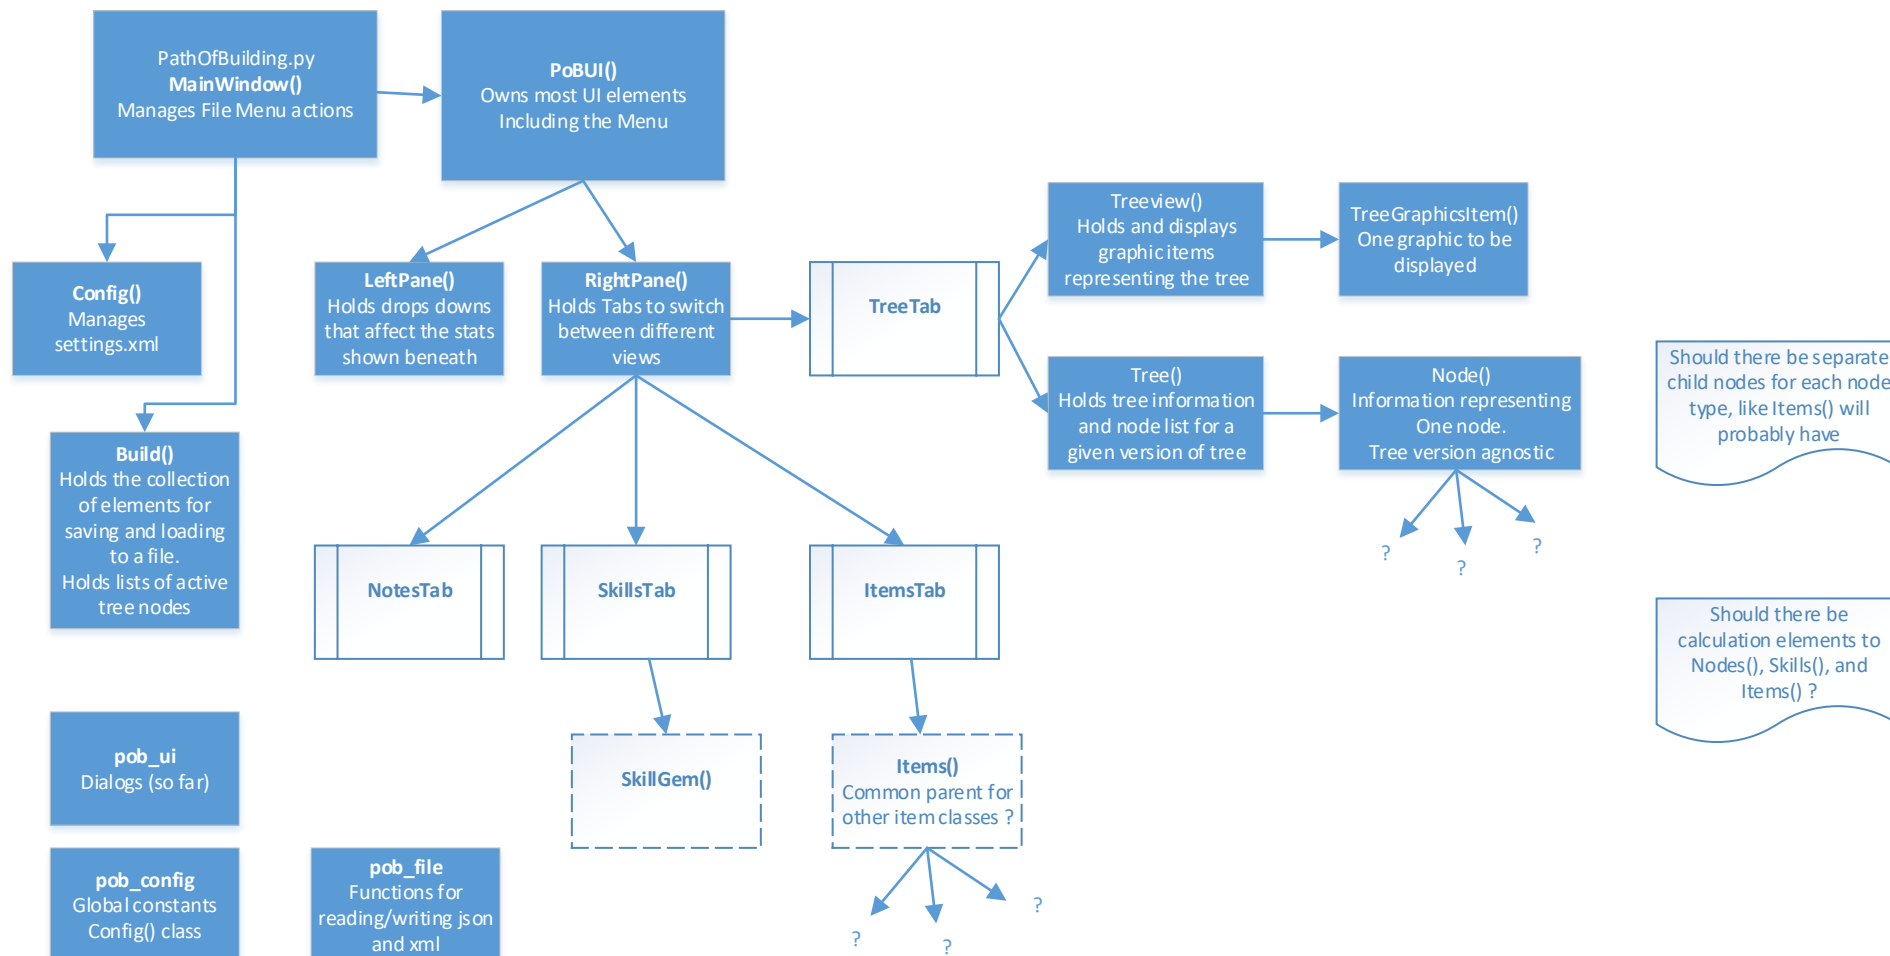 PathOfBuilding.py
MainWindow()
Manages File Menu actions
PoBUI()
Owns most UI elements
Including the Menu
Config()
Manages
settings.xml
LeftPane()
Holds drops downs
that affect the stats
shown beneath
RightPane()
Holds Tabs to switch
between different
views
TreeTab
Treeview()
Holds and displays
graphic items
representing the tree
TreeGraphicsItem()
One graphic to be
displayed
Tree()
Holds tree information
and node list for a
given version of tree
Node()
Information representing
One node.
Tree version agnostic
?
?
?
Should there be separate
child nodes for each node
type, like Items() will
probably have
Build()
Holds the collection
of elements for
saving and loading
to a file.
Holds lists of active
tree nodes
NotesTab
SkillsTab
ItemsTab
Should there be
calculation elements to
Nodes(), Skills(), and
Items() ?
pob_ui
Dialogs (so far)
SkillGem()
Items()
Common parent for
other item classes ?
?
?
?
pob_config
Global constants
Config() class
pob_file
Functions for
reading/writing json
and xml